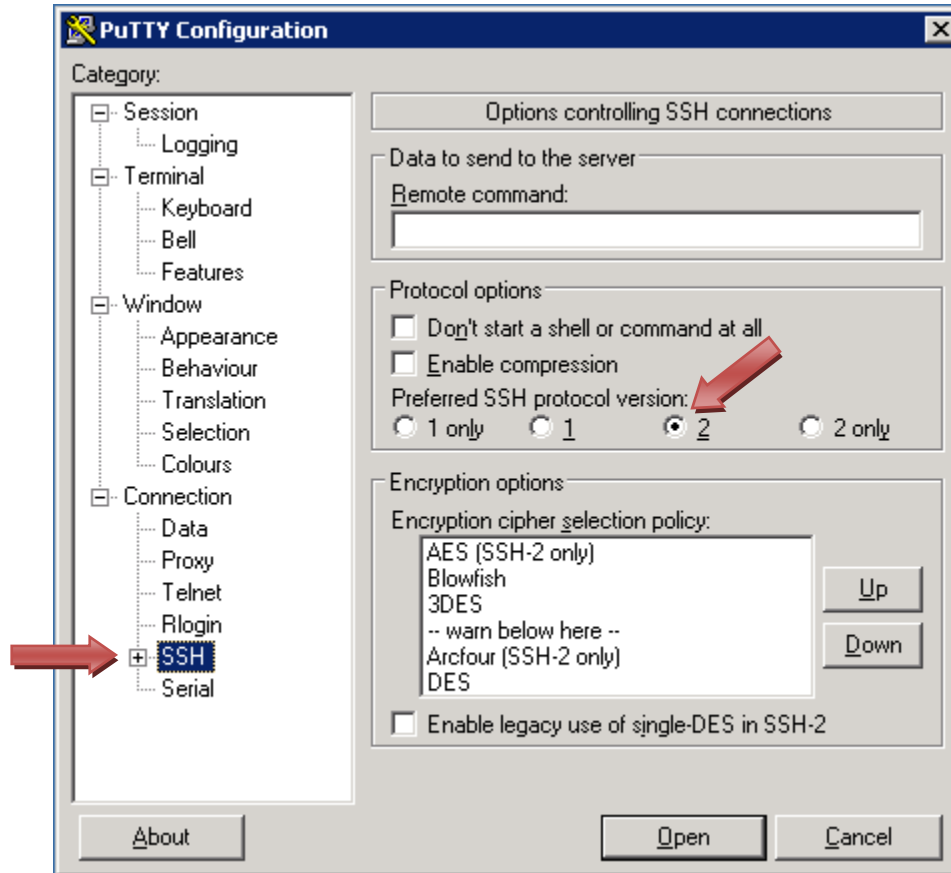 PuTTY Configuration
Category:
Session
Logging
Terminal
Keyboard
Bell
Features
Window
Appearance
Behaviour
Translation
Selection
Colours
Connection
Data
Proxy
Telnet
Rlogin
SSH
Serial
Options controlling SSH connections
Data to send to the server
Remote command:
Protocol options
Don't start a shell or command at all
Enable compression
Preferred SSH protocol version:
1 only 1 2 2 only
Encryption options
Encryption cipher selection policy:
AES (SSH-2 only)
Blowfish
3DES
-- warn below here --
Arcfour (SSH-2 only)
DES
Up
Down
Enable legacy use of single-DES in SSH-2
About Open Cancel